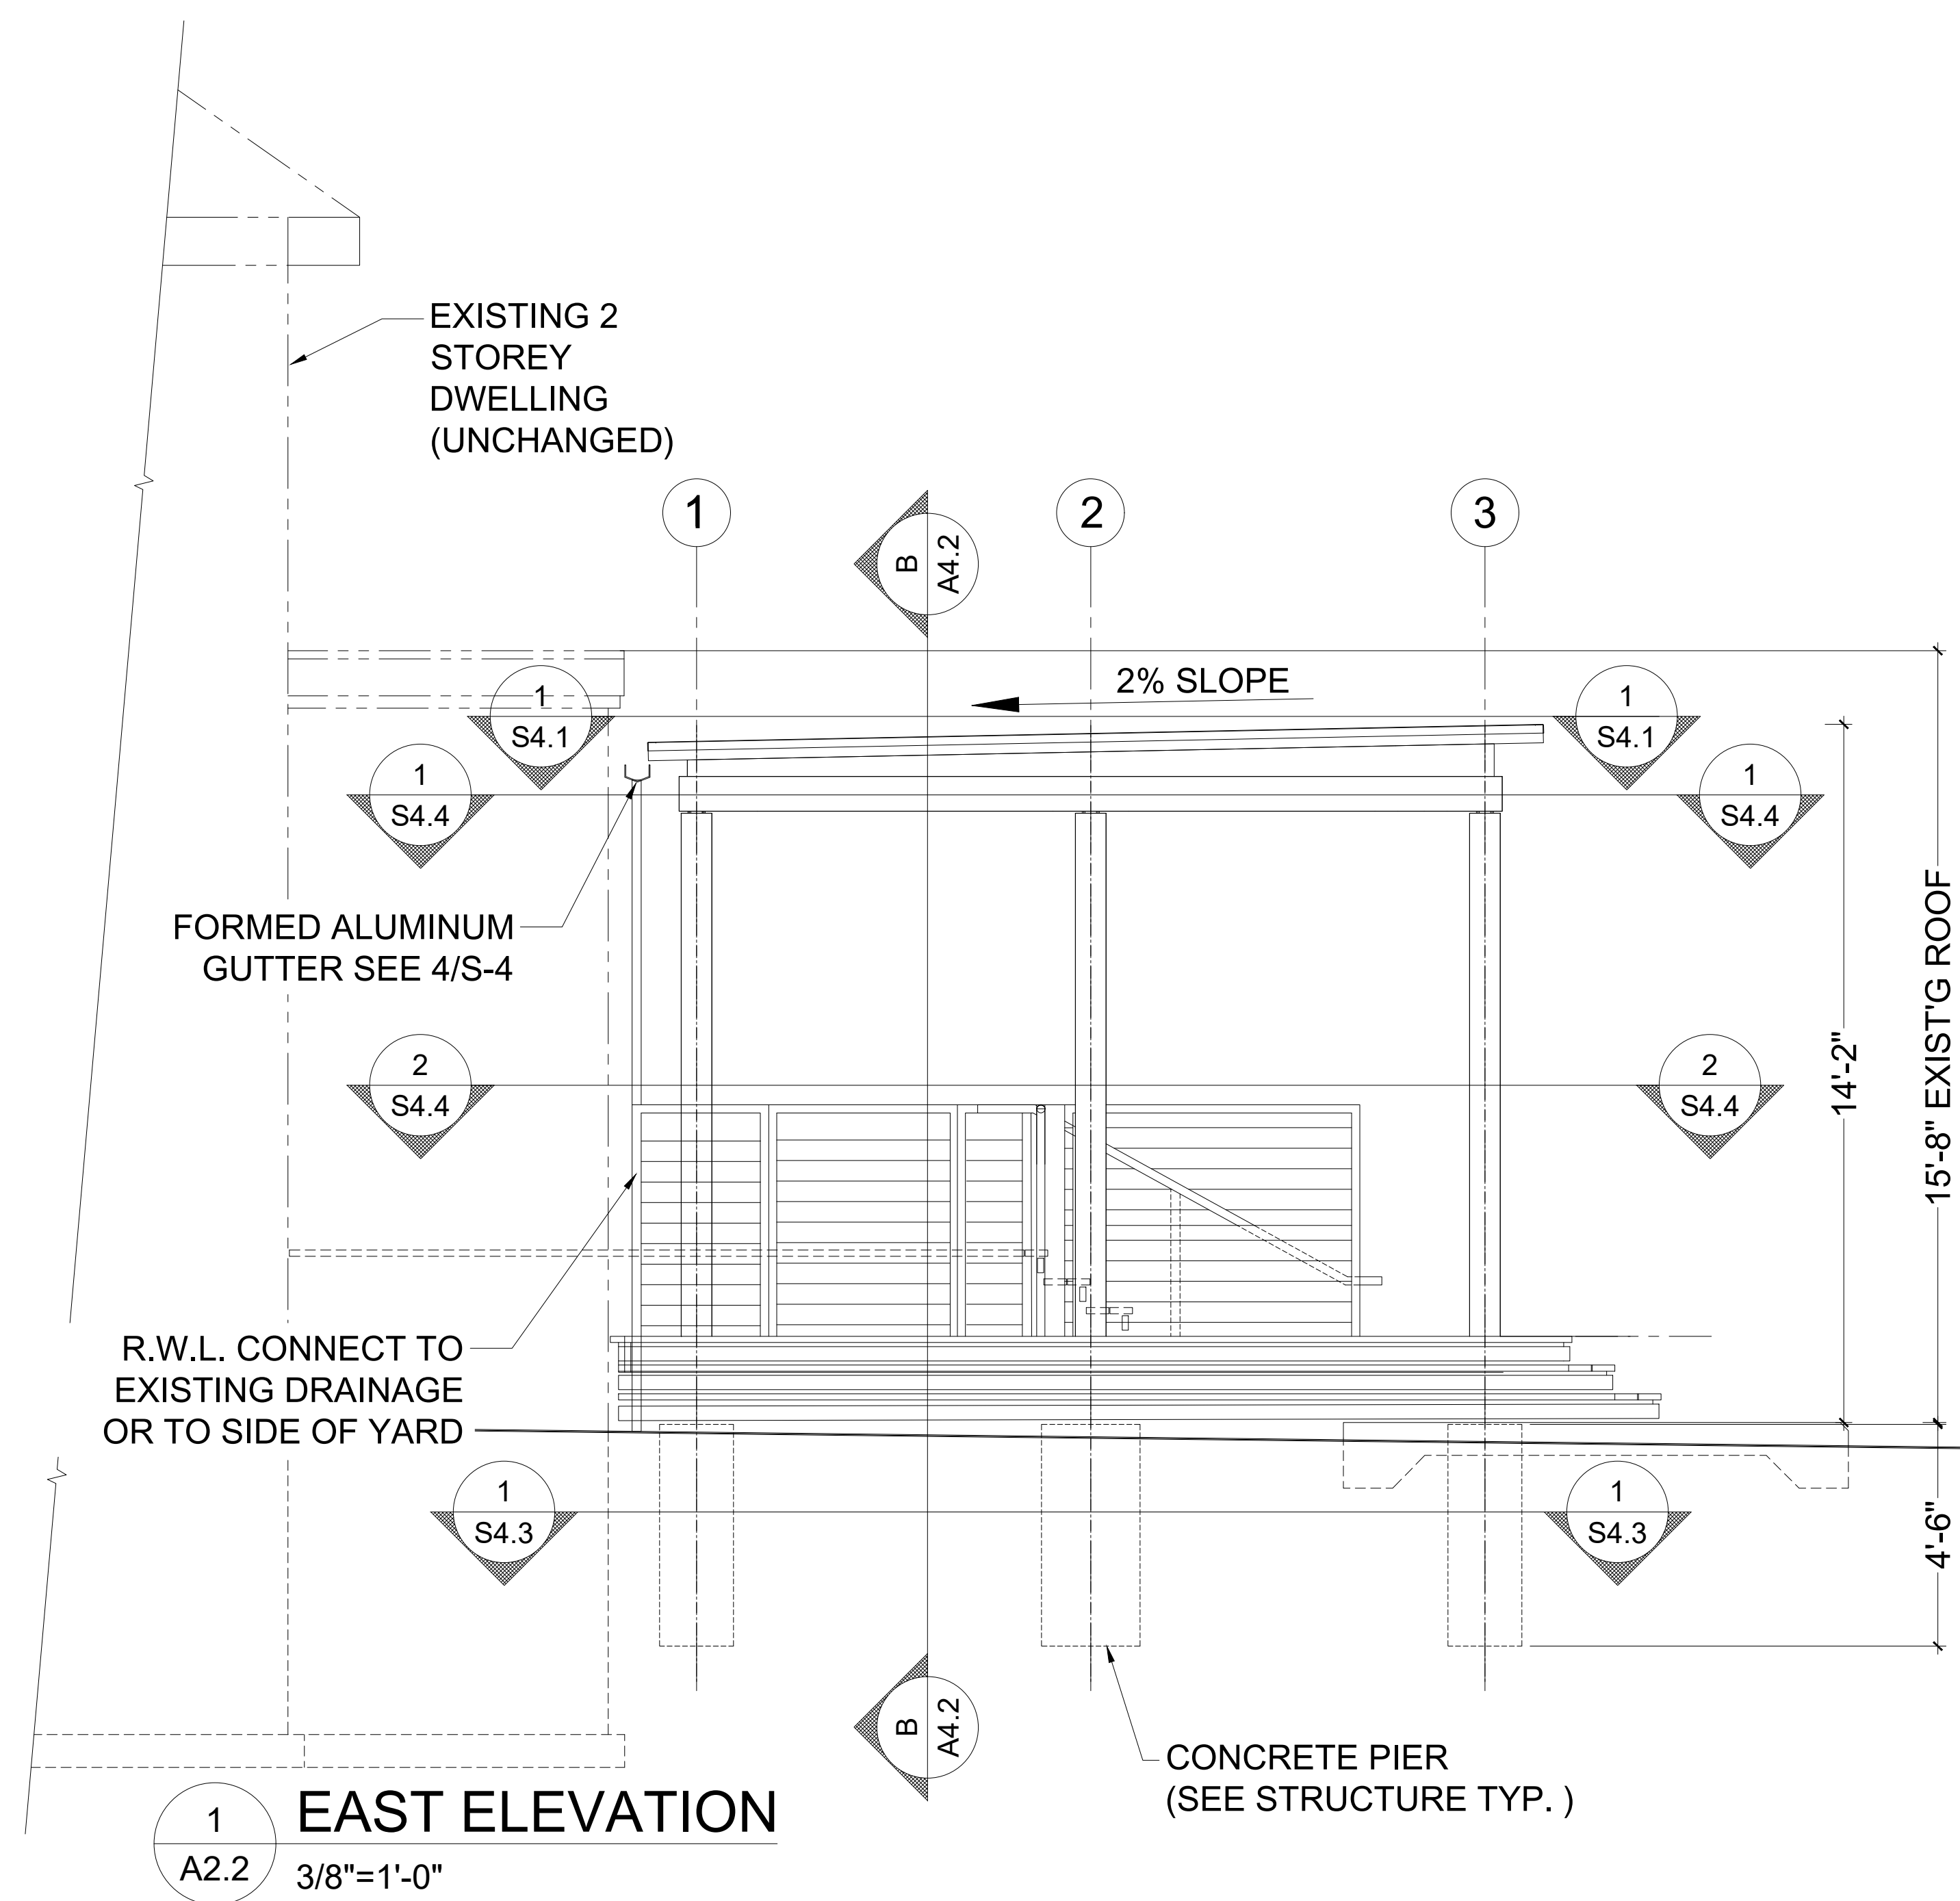 EXISTING 2
STOREY
DWELLING
(UNCHANGED)
1
2
3
B
A4.2
2% SLOPE
1
S4.1
1
S4.1
1
S4.4
1
S4.4
FORMED ALUMINUM
GUTTER SEE 4/S-4
15'-8" EXIST'G ROOF
14'-2"
2
S4.4
2
S4.4
R.W.L. CONNECT TO
EXISTING DRAINAGE
OR TO SIDE OF YARD
1
S4.3
1
S4.3
4'-6"
B
A4.2
CONCRETE PIER
(SEE STRUCTURE TYP. )
1
A2.2
EAST ELEVATION
3/8"=1'-0"